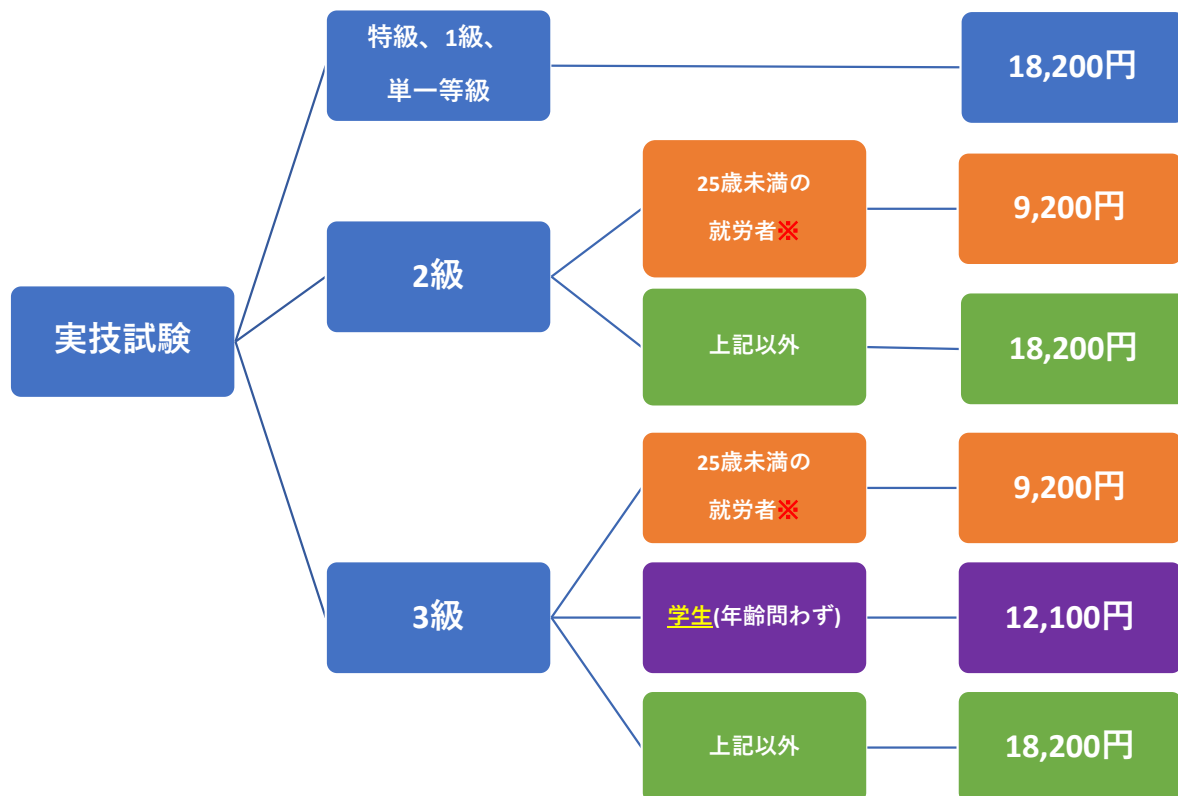 実技試験
特級、1級、
単一等級
18,200円
2級
25歳未満の
就労者※
9,200円
上記以外
18,200円
3級
25歳未満の
就労者※
9,200円
学生(年齢問わず)
12,100円
上記以外
18,200円